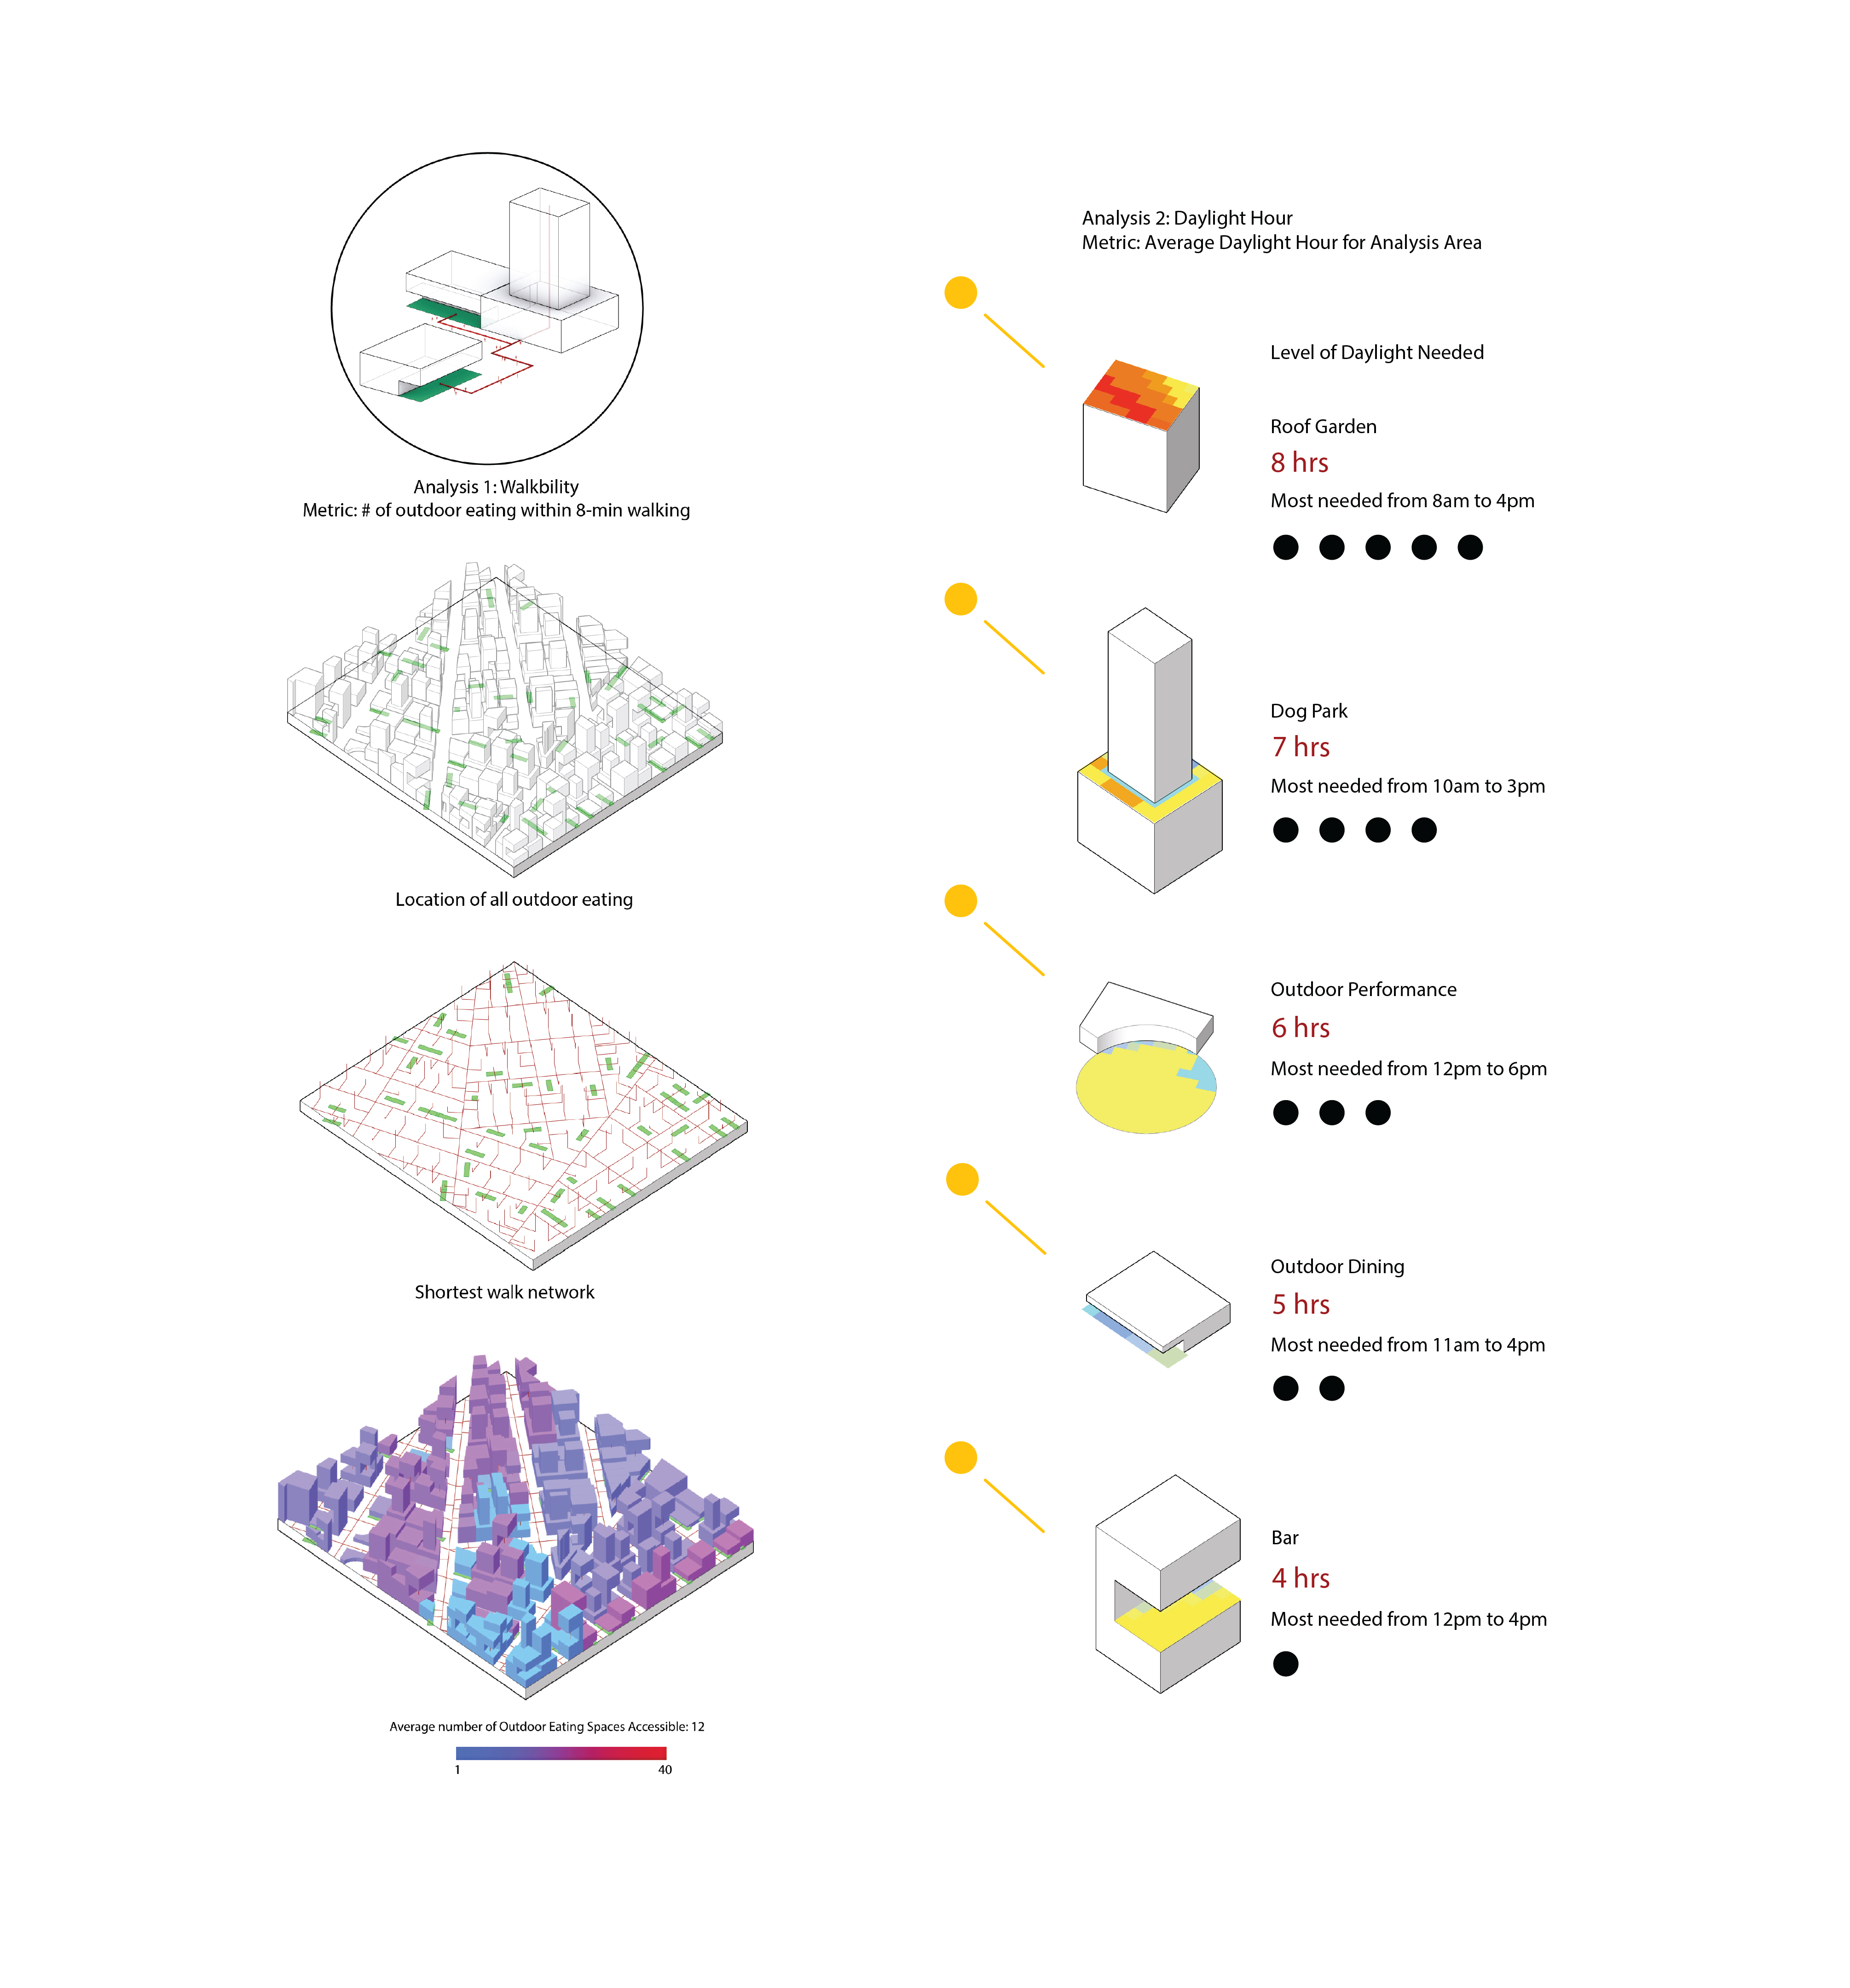 Analysis 1: Walkbility
Metric: # of outdoor eating within 8-min walking
Location of all outdoor eating
Shortest walk network
Average number of Outdoor Eating Spaces Accessible: 12
1
40
Analysis 2: Daylight Hour
Metric: Average Daylight Hour for Analysis Area
Level of Daylight Needed
Roof Garden
8 hrs
Most needed from 8am to 4pm
Dog Park
7 hrs
Most needed from 10am to 3pm
Outdoor Performance
6 hrs
Most needed from 12pm to 6pm
Outdoor Dining
5 hrs
Most needed from 11am to 4pm
Bar
4 hrs
Most needed from 12pm to 4pm